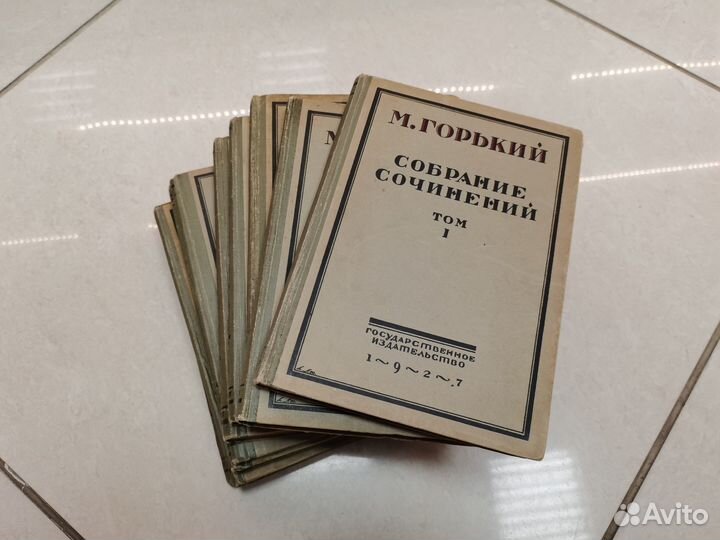 М. ГОРЬКИЙ
СОБРАНИЕ
СОЧИНЕНИЙ
ТОМ
I
ГОСУДАРСТВЕННОЕ
ИЗДАТЕЛЬСТВО
1~9~2~.7
М
Avito